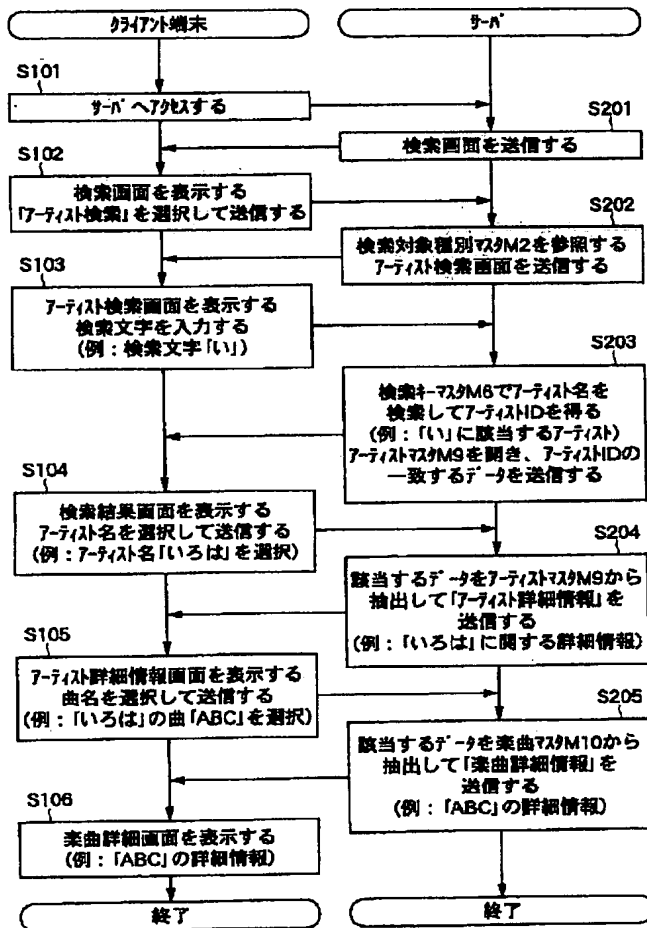 クライアント端末
サーバ
S101
サーバへアクセスする
S201
検索画面を送信する
S102
検索画面を表示する
「アーティスト検索」を選択して送信する
S202
検索対象種別マスタM2を参照する
アーティスト検索画面を送信する
S103
アーティスト検索画面を表示する
検索文字を入力する
(例：検索文字「い」)
S203
検索キーマスタM6でアーティスト名を
検索してアーティストIDを得る
(例：「い」に該当するアーティスト)
アーティストマスタM9を開き、アーティストIDの
一致するデータを送信する
S104
検索結果画面を表示する
アーティスト名を選択して送信する
(例：アーティスト名「いろは」を選択)
S204
該当するデータをアーティストマスタM9から
抽出して「アーティスト詳細情報」を
送信する
(例：「いろは」に関する詳細情報)
S105
アーティスト詳細情報画面を表示する
曲名を選択して送信する
(例：「いろは」の曲「ABC」を選択)
S205
該当するデータを楽曲マスタM10から
抽出して「楽曲詳細情報」を
送信する
(例：「ABC」の詳細情報)
S106
楽曲詳細画面を表示する
(例：「ABC」の詳細情報)
終了
終了